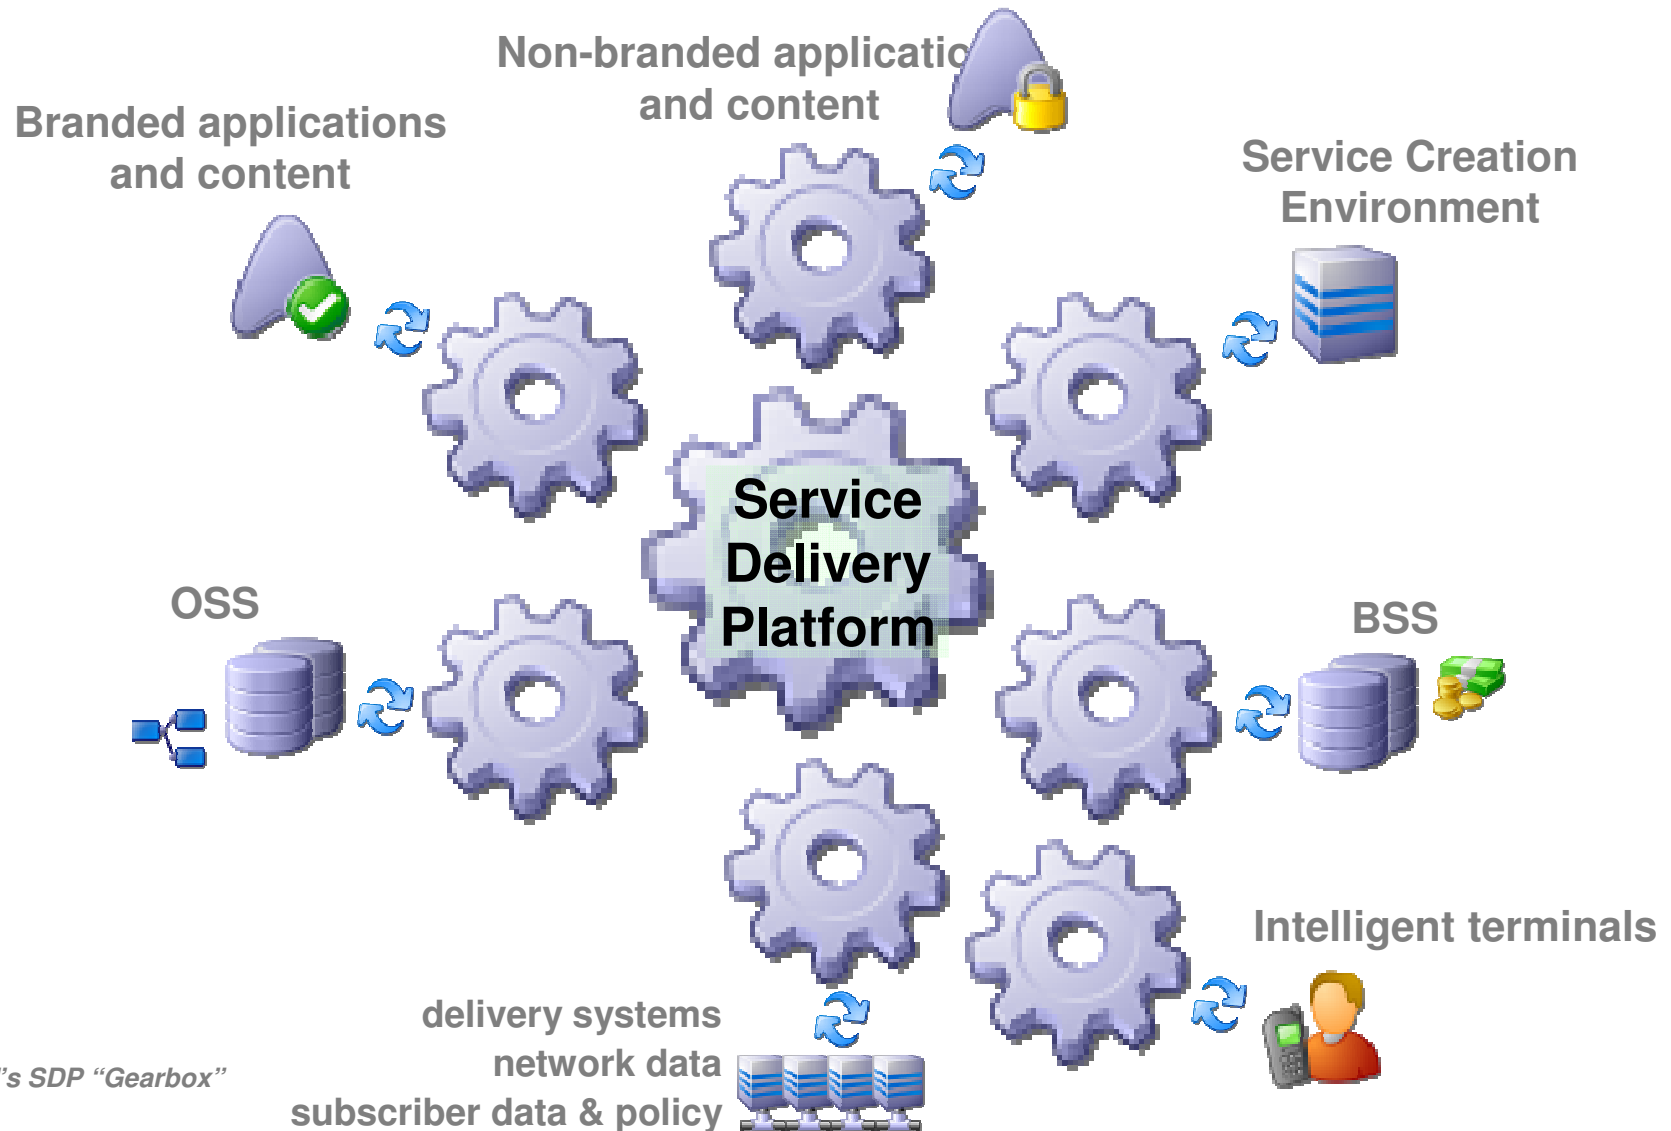 Non-branded applicatio
and content
Branded applications
and content
Service Creation
Environment
Service
Delivery
Platform
OSS
BSS
Intelligent terminals
delivery systems
network data
subscriber data & policy
"s SDP “Gearbox”